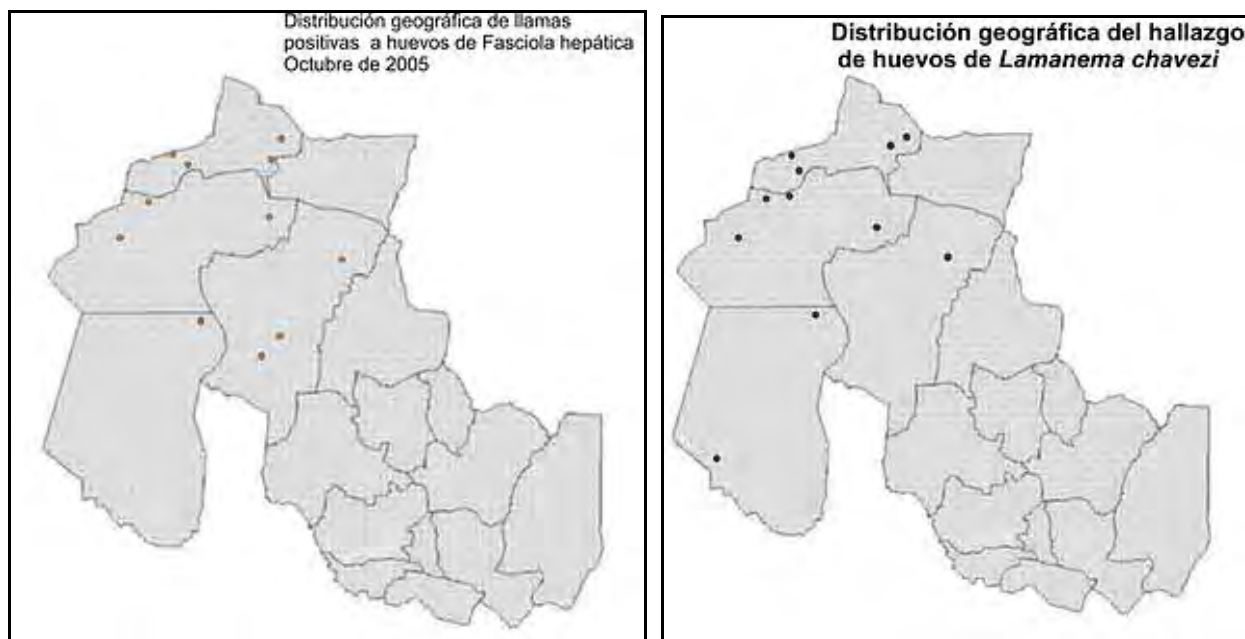 Distribución geográfica de llamas
positivas a huevos de Fasciola hepática
Octubre de 2005
Distribución geográfica del hallazgo
de huevos de Lamanema chavezi